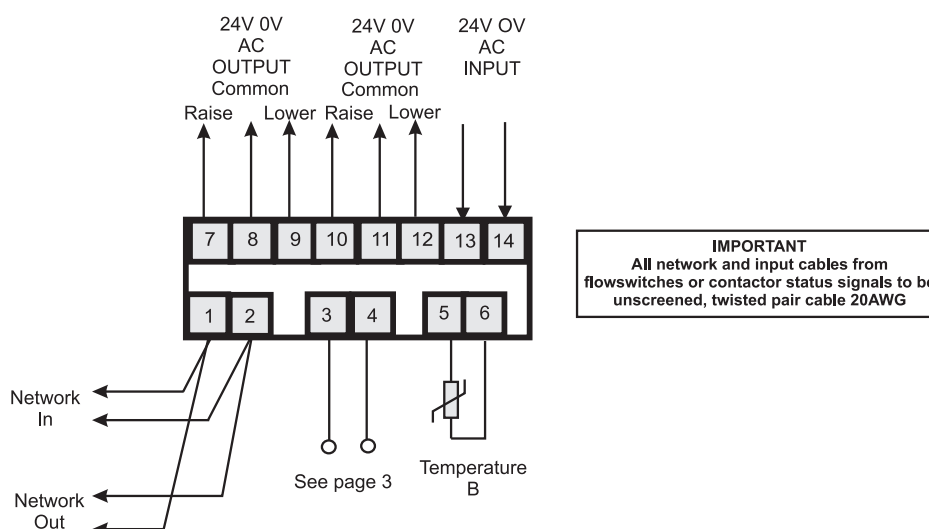 24V 0V
AC
OUTPUT
Common
24V 0V
AC
OUTPUT
Common
24V OV
AC
INPUT
Raise
Lower
Raise
Lower
7 8 9 10 11 12 13 14
IMPORTANT
All network and input cables from
flowswitches or contactor status signals to be
unscreened, twisted pair cable 20AWG
1 2 3 4 5 6
Network
In
See page 3
Temperature
B
Network
Out